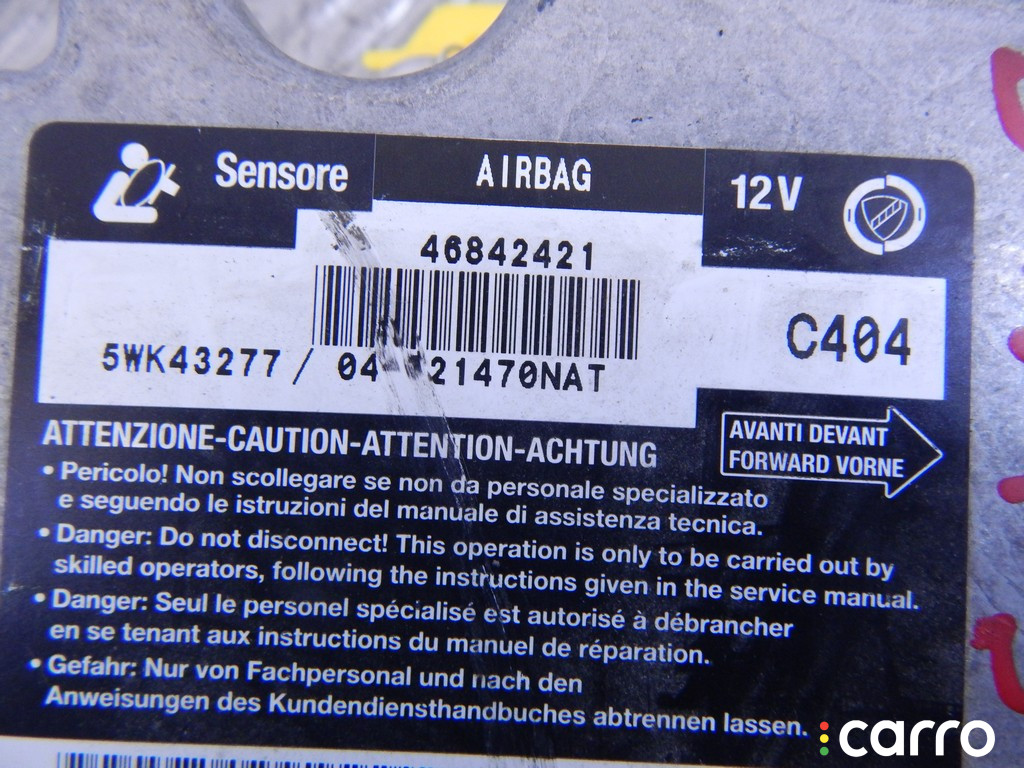 Sensore AIRBAG 12V
46842421
C404
5WK43277 / 04 21470NAT
ATTENZIONE-CAUTION-ATTENTION-ACHTUNG
AVANTI DEVANT
FORWARD VORNE
• Pericolo! Non scollegare se non da personale specializzato
e seguendo le istruzioni del manuale di assistenza tecnica.
• Danger: Do not disconnect! This operation is only to be carried out by
skilled operators, following the instructions given in the service manual.
• Danger: Seul le personel spécialisé est autorisé à débrancher
en se tenant aux instructions du manuel de réparation.
• Gefahr: Nur von Fachpersonal und nach den
Anweisungen des Kundendiensthandbuches abtrennen lassen.
carro